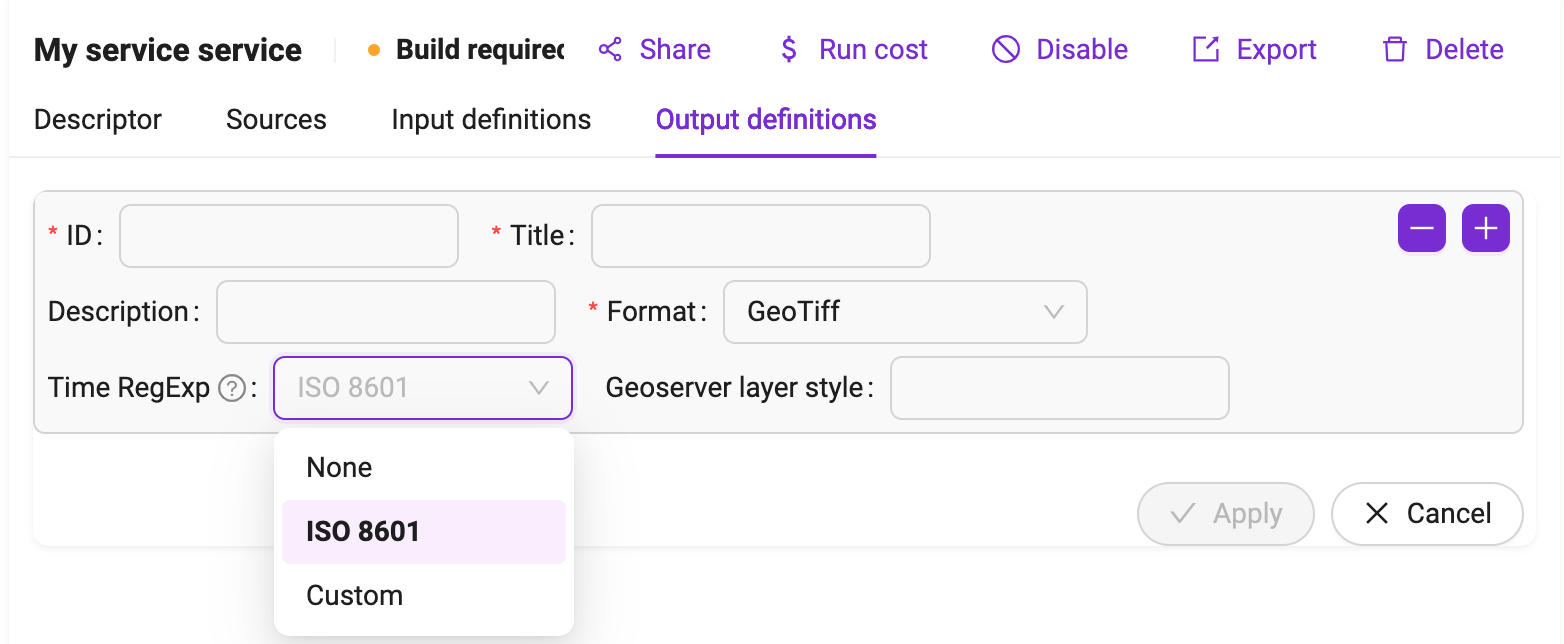 My service service Build required Share $ Run cost Disable Export Delete
Descriptor Sources Input definitions Output definitions
* ID: * Title:
Description: * Format: GeoTiff
Time RegExp ? : ISO 8601 Geoserver layer style:
None
ISO 8601
Custom
Apply Cancel